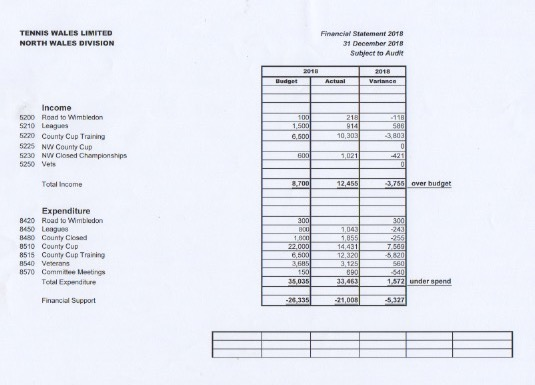 TENNIS WALES LIMITED
NORTH WALES DIVISION
Financial Statement 2018
31 December 2018
Subject to Audit
2018 2018
Budget Actual Variance
Income
5200 Road to Wimbledon 100 218 -118
5210 Leagues 1,500 914 586
5220 County Cup Training 6,500 10,303 -3,803
5225 NW County Cup 0
5230 NW Closed Championships 600 1,021 -421
5250 Vets 0
Total Income 8,700 12,455 -3,755 over budget
Expenditure
8420 Road to Wimbledon 300 300
8450 Leagues 800 1,043 -243
8480 County Closed 1,600 1,855 -255
8510 County Cup 22,000 14,431 7,569
8515 County Cup Training 6,500 12,320 -5,820
8540 Veterans 3,685 3,125 560
8570 Committee Meetings 150 690 -540
Total Expenditure 35,035 33,463 1,572 under spend
Financial Support -26,335 -21,008 -5,327